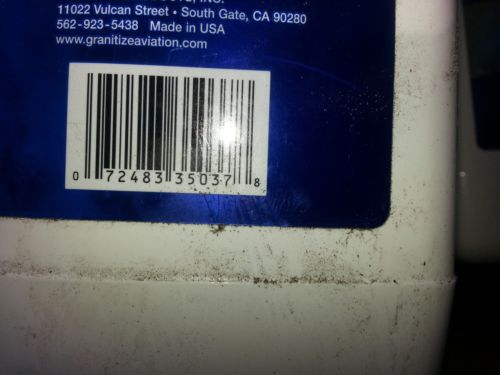 INC.
11022 Vulcan Street • South Gate, CA 90280
562-923-5438 Made in USA
www.granitizeaviation.com
0 72483 35037 8